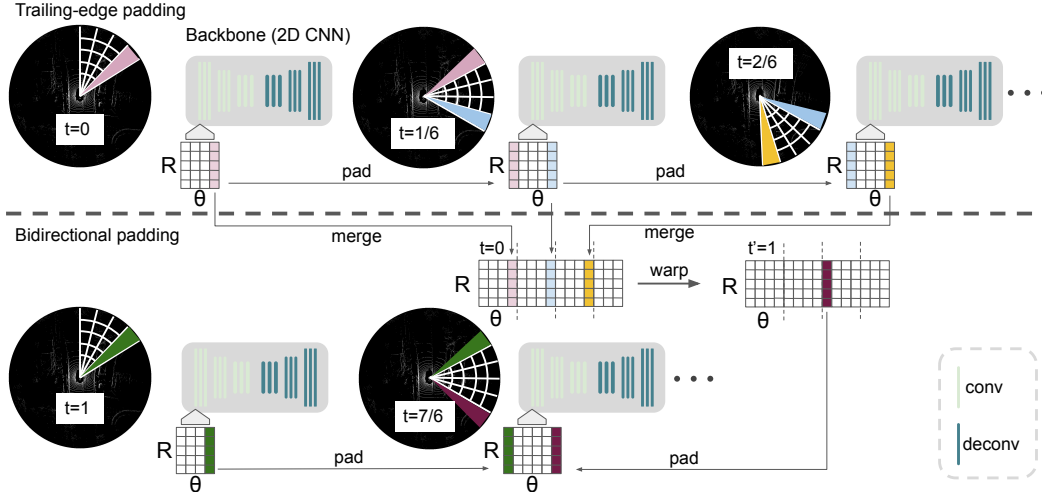 Trailing-edge padding
Backbone (2D CNN)
t=0
t=1/6
t=2/6
R
R
R
pad
pad
θ
θ
θ
Bidirectional padding
merge
merge
t=0
t'=1
warp
R
R
θ
θ
t=1
t=7/6
conv
deconv
R
R
pad
pad
θ
θ